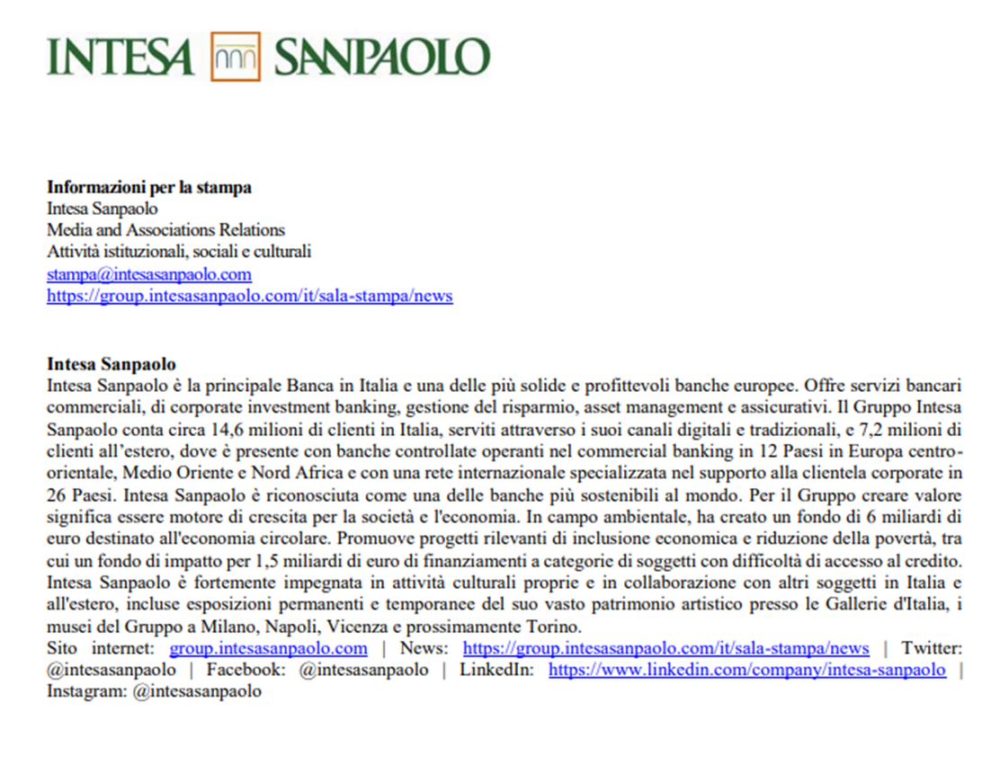 INTESA SANPAOLO
Informazioni per la stampa
Intesa Sanpaolo
Media and Associations Relations
Attività istituzionali, sociali e culturali
stampa@intesasanpaolo.com
https://group.intesasanpaolo.com/it/sala-stampa/news
Intesa Sanpaolo
Intesa Sanpaolo è la principale Banca in Italia e una delle più solide e profittevoli banche europee. Offre servizi bancari
commerciali, di corporate investment banking, gestione del risparmio, asset management e assicurativi. Il Gruppo Intesa
Sanpaolo conta circa 14,6 milioni di clienti in Italia, serviti attraverso i suoi canali digitali e tradizionali, e 7,2 milioni di
clienti all’estero, dove è presente con banche controllate operanti nel commercial banking in 12 Paesi in Europa centro-
orientale, Medio Oriente e Nord Africa e con una rete internazionale specializzata nel supporto alla clientela corporate in
26 Paesi. Intesa Sanpaolo è riconosciuta come una delle banche più sostenibili al mondo. Per il Gruppo creare valore
significa essere motore di crescita per la società e l'economia. In campo ambientale, ha creato un fondo di 6 miliardi di
euro destinato all'economia circolare. Promuove progetti rilevanti di inclusione economica e riduzione della povertà, tra
cui un fondo di impatto per 1,5 miliardi di euro di finanziamenti a categorie di soggetti con difficoltà di accesso al credito.
Intesa Sanpaolo è fortemente impegnata in attività culturali proprie e in collaborazione con altri soggetti in Italia e
all'estero, incluse esposizioni permanenti e temporanee del suo vasto patrimonio artistico presso le Gallerie d'Italia, i
musei del Gruppo a Milano, Napoli, Vicenza e prossimamente Torino.
Sito internet: group.intesasanpaolo.com | News: https://group.intesasanpaolo.com/it/sala-stampa/news | Twitter:
@intesasanpaolo | Facebook: @intesasanpaolo | LinkedIn: https://www.linkedin.com/company/intesa-sanpaolo |
Instagram: @intesasanpaolo